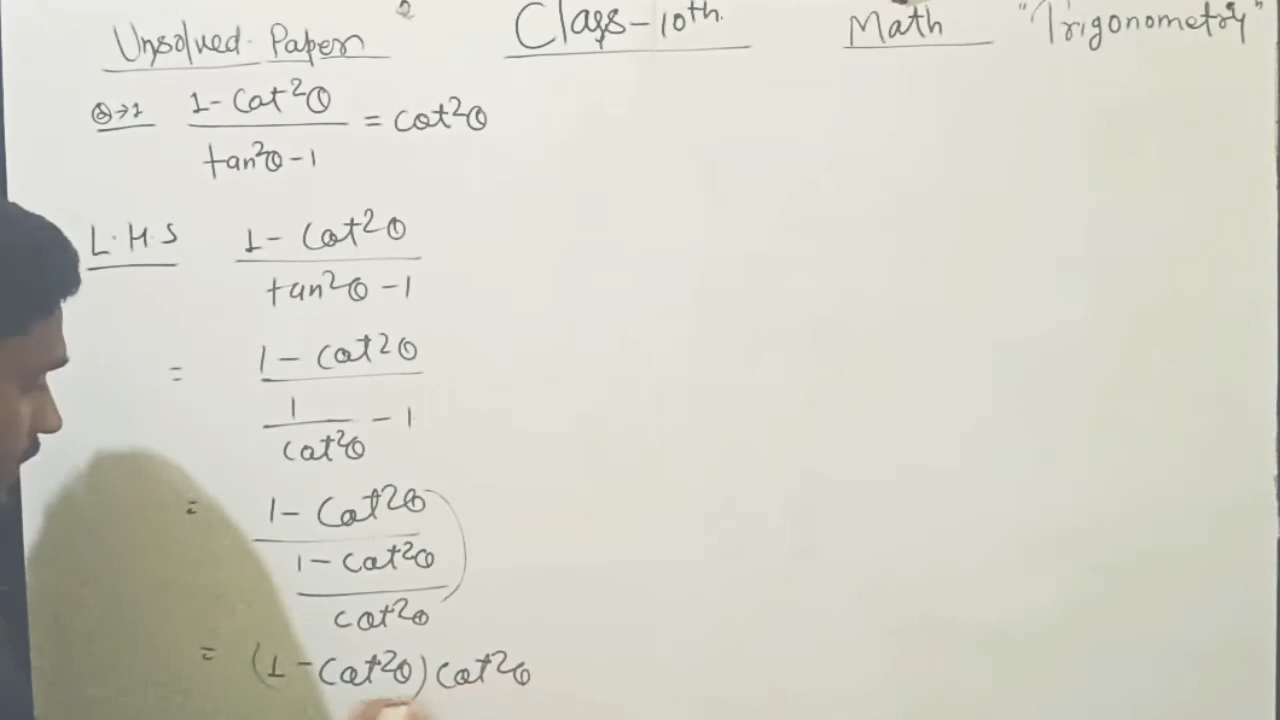 Unsolved Paper Class-10th. Math "Trigonometry"
Q→1 1 - Cot²θ / tan²θ - 1 = cot²θ
L.H.S 1 - Cot²θ / tan²θ - 1
= 1 - cot²θ / 1/cot²θ - 1
= 1 - Cot²θ / 1 - cot²θ / cot²θ
= (1 - Cot²θ) cot²θ